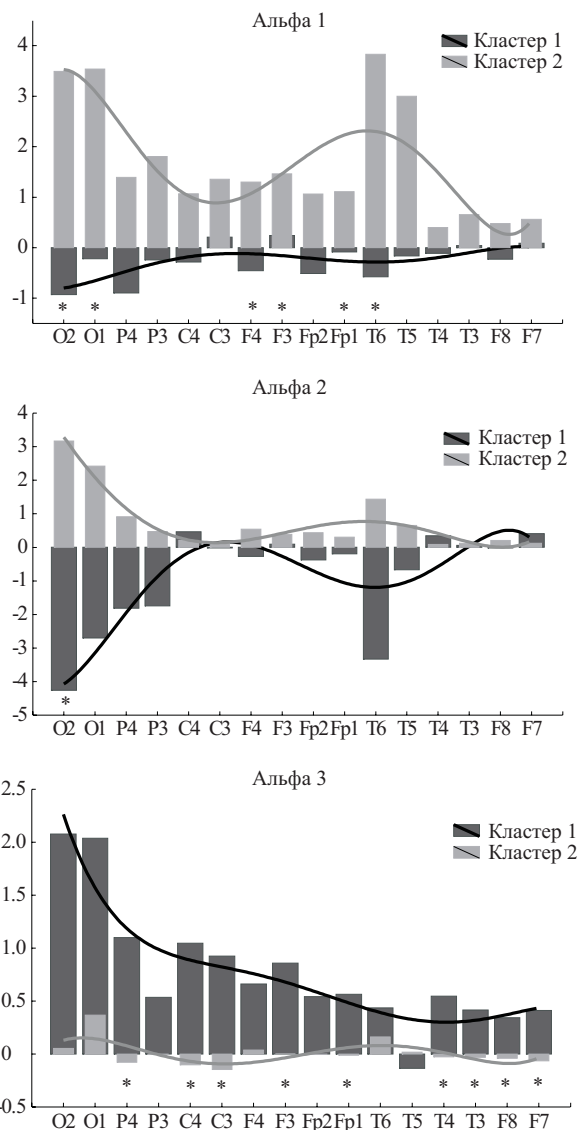 Альфа 1
4
Кластер 1
Кластер 2
3
2
1
0
-1
* * * * * *
O2 O1 P4 P3 C4 C3 F4 F3 Fp2 Fp1 T6 T5 T4 T3 F8 F7
Альфа 2
4
Кластер 1
3
Кластер 2
2
1
0
-1
-2
-3
-4
*
-5
O2 O1 P4 P3 C4 C3 F4 F3 Fp2 Fp1 T6 T5 T4 T3 F8 F7
Альфа 3
2.5
Кластер 1
Кластер 2
2.0
1.5
1.0
0.5
0
* * * * * * * * *
-0.5
O2 O1 P4 P3 C4 C3 F4 F3 Fp2 Fp1 T6 T5 T4 T3 F8 F7